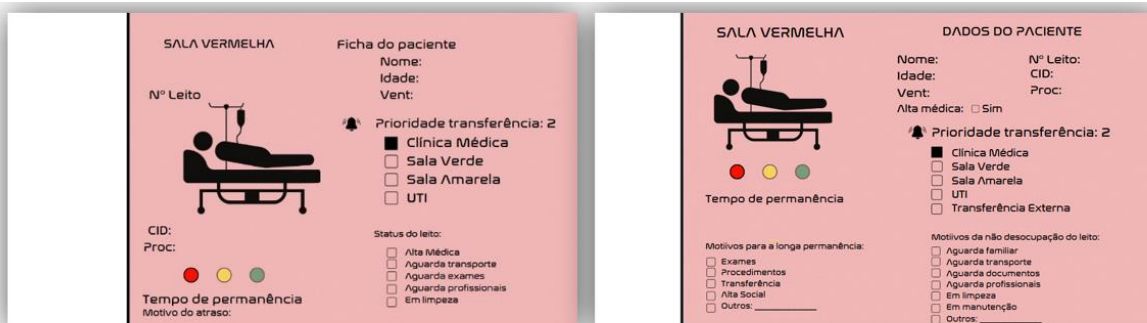 SALA VERMELHA
Nº Leito
CID:
Proc:
Tempo de permanência
Motivo do atraso:
Ficha do paciente
Nome:
Idade:
Vent:
Prioridade transferência: 2
Clínica Médica
Sala Verde
Sala Amarela
UTI
Status do leito:
Alta Médica
Aguarda transporte
Aguarda exames
Aguarda profissionais
Em limpeza
SALA VERMELHA
Tempo de permanência
Motiivos para a longa permanência:
Exames
Procedimentos
Transferência
Alta Social
Outros: ____________
DADOS DO PACIENTE
Nome: Nº Leito:
Idade: CID:
Vent: Proc:
Alta médica: Sim
Prioridade transferência: 2
Clínica Médica
Sala Verde
Sala Amarela
UTI
Transferência Externa
Motiivos da não desocupação do leito:
Aguarda familiar
Aguarda transporte
Aguarda documentos
Aguarda profissionais
Em limpeza
Em manutenção
Outros: ____________